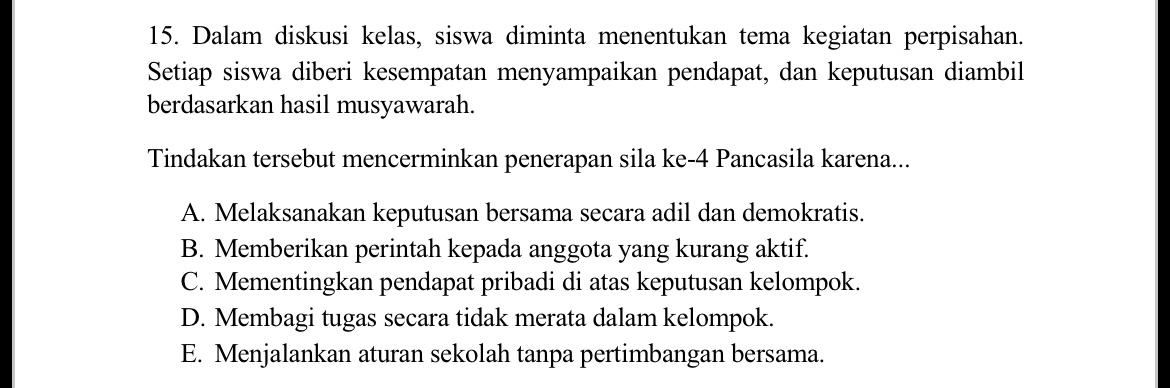 15. Dalam diskusi kelas, siswa diminta menentukan tema kegiatan perpisahan.
Setiap siswa diberi kesempatan menyampaikan pendapat, dan keputusan diambil
berdasarkan hasil musyawarah.
Tindakan tersebut mencerminkan penerapan sila ke-4 Pancasila karena...
A. Melaksanakan keputusan bersama secara adil dan demokratis.
B. Memberikan perintah kepada anggota yang kurang aktif.
C. Mementingkan pendapat pribadi di atas keputusan kelompok.
D. Membagi tugas secara tidak merata dalam kelompok.
E. Menjalankan aturan sekolah tanpa pertimbangan bersama.